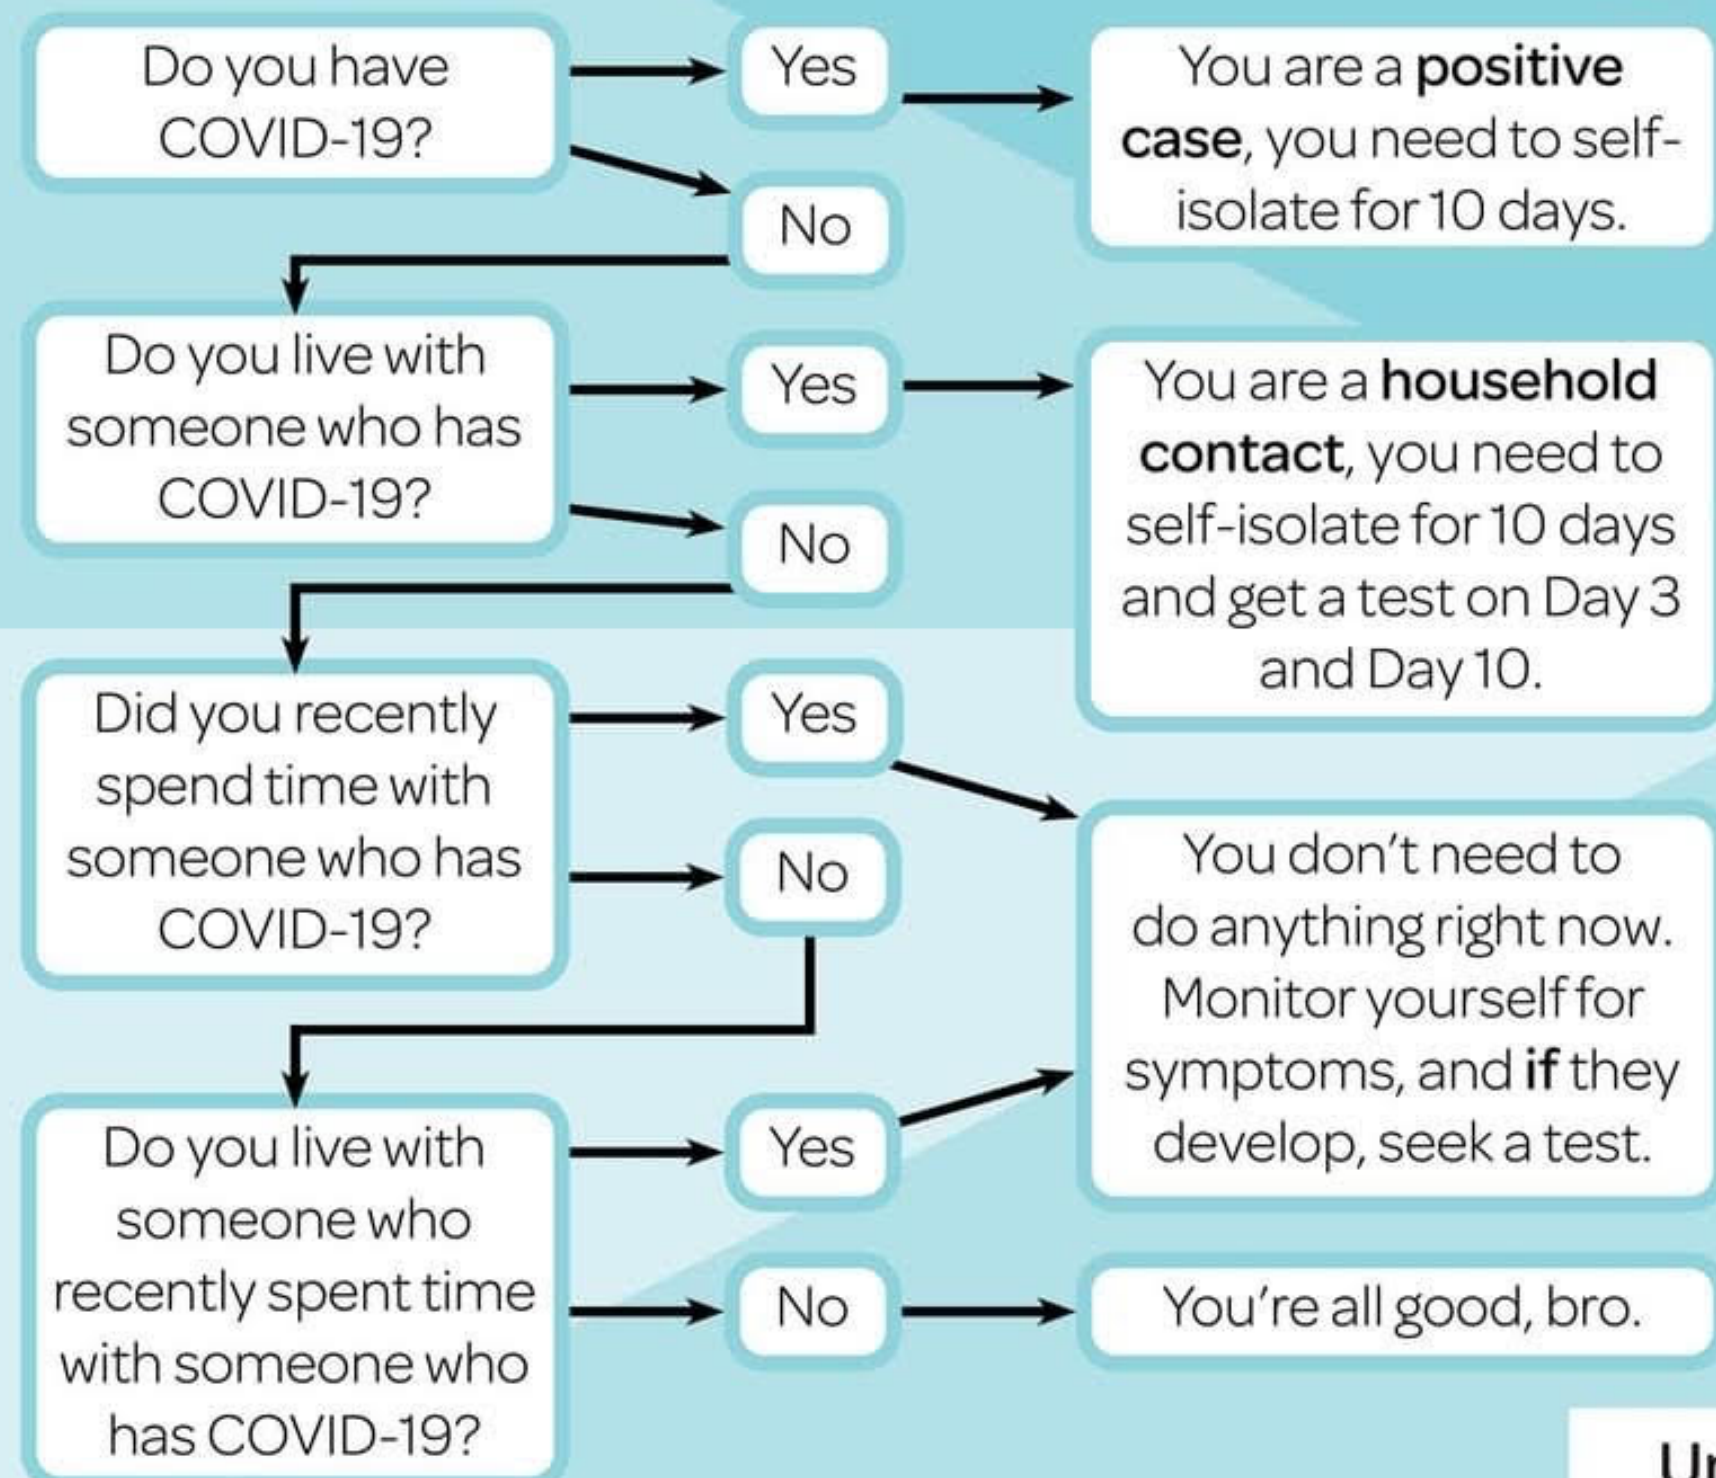 Do you have
COVID-19?
Yes
You are a positive
case, you need to self-
isolate for 10 days.
No
Do you live with
someone who has
COVID-19?
Yes
You are a household
contact, you need to
self-isolate for 10 days
and get a test on Day 3
and Day 10.
No
Did you recently
spend time with
someone who has
COVID-19?
Yes
No
You don't need to
do anything right now.
Monitor yourself for
symptoms, and if they
develop, seek a test.
Do you live with
someone who
recently spent time
with someone who
has COVID-19?
Yes
No
You're all good, bro.